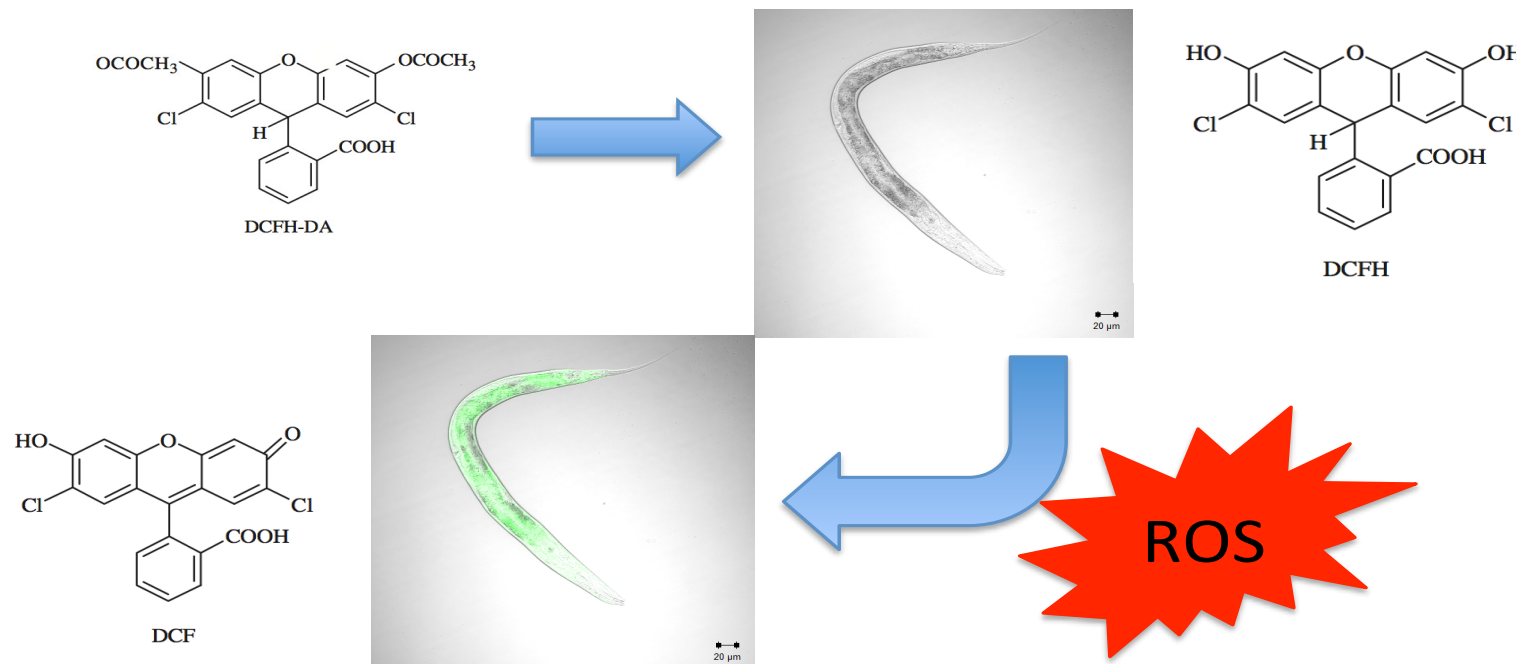 OCOCH3
O
OCOCH3
Cl
H
Cl
COOH
DCFH-DA
20 µm
HO
O
OH
Cl
H
Cl
COOH
DCFH
HO
O
O
Cl
Cl
COOH
DCF
20 µm
ROS